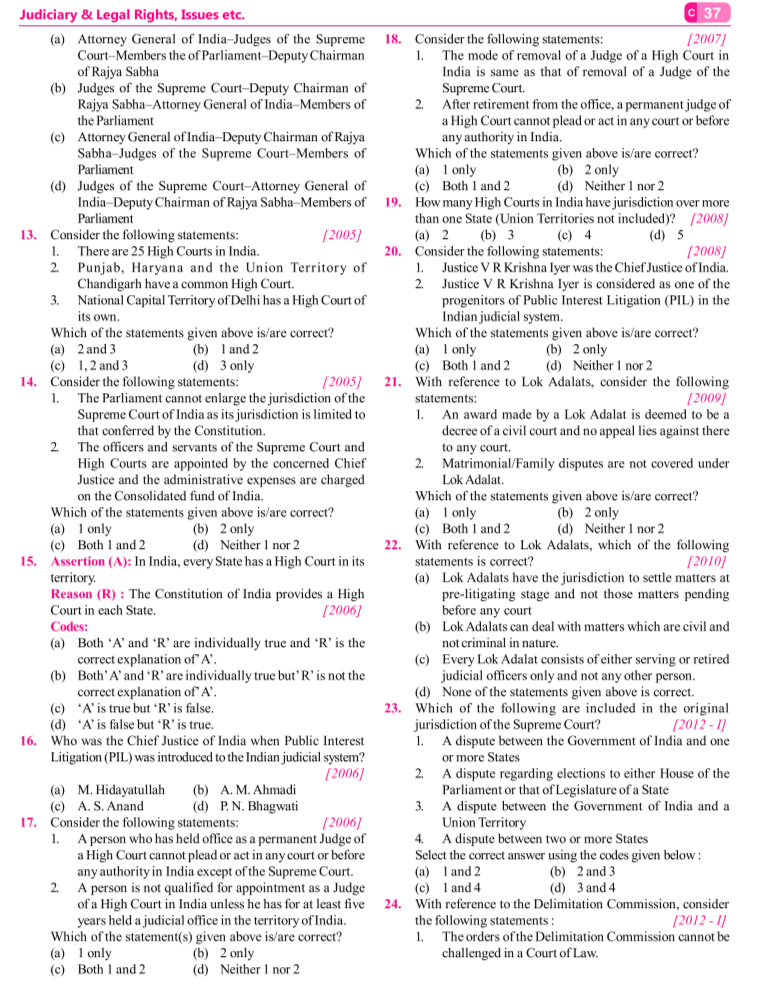 Judiciary & Legal Rights, Issues etc.
C 37
(a) Attorney General of India–Judges of the Supreme
Court–Members the of Parliament–Deputy Chairman
of Rajya Sabha
(b) Judges of the Supreme Court–Deputy Chairman of
Rajya Sabha–Attorney General of India–Members of
the Parliament
(c) Attorney General of India–Deputy Chairman of Rajya
Sabha–Judges of the Supreme Court–Members of
Parliament
(d) Judges of the Supreme Court–Attorney General of
India–Deputy Chairman of Rajya Sabha–Members of
Parliament
13. Consider the following statements: [2005]
1. There are 25 High Courts in India.
2. Punjab, Haryana and the Union Territory of
Chandigarh have a common High Court.
3. National Capital Territory of Delhi has a High Court of
its own.
Which of the statements given above is/are correct?
(a) 2 and 3 (b) 1 and 2
(c) 1, 2 and 3 (d) 3 only
14. Consider the following statements: [2005]
1. The Parliament cannot enlarge the jurisdiction of the
Supreme Court of India as its jurisdiction is limited to
that conferred by the Constitution.
2. The officers and servants of the Supreme Court and
High Courts are appointed by the concerned Chief
Justice and the administrative expenses are charged
on the Consolidated fund of India.
Which of the statements given above is/are correct?
(a) 1 only (b) 2 only
(c) Both 1 and 2 (d) Neither 1 nor 2
15. Assertion (A): In India, every State has a High Court in its
territory.
Reason (R) : The Constitution of India provides a High
Court in each State. [2006]
Codes:
(a) Both ‘A’ and ‘R’ are individually true and ‘R’ is the
correct explanation of’A’.
(b) Both’A’ and ‘R’ are individually true but’R’ is not the
correct explanation of’A’.
(c) ‘A’ is true but ‘R’ is false.
(d) ‘A’ is false but ‘R’ is true.
16. Who was the Chief Justice of India when Public Interest
Litigation (PIL) was introduced to the Indian judicial system?
[2006]
(a) M. Hidayatullah (b) A. M. Ahmadi
(c) A. S. Anand (d) P. N. Bhagwati
17. Consider the following statements: [2006]
1. A person who has held office as a permanent Judge of
a High Court cannot plead or act in any court or before
any authority in India except of the Supreme Court.
2. A person is not qualified for appointment as a Judge
of a High Court in India unless he has for at least five
years held a judicial office in the territory of India.
Which of the statement(s) given above is/are correct?
(a) 1 only (b) 2 only
(c) Both 1 and 2 (d) Neither 1 nor 2
18. Consider the following statements: [2007]
1. The mode of removal of a Judge of a High Court in
India is same as that of removal of a Judge of the
Supreme Court.
2. After retirement from the office, a permanent judge of
a High Court cannot plead or act in any court or before
any authority in India.
Which of the statements given above is/are correct?
(a) 1 only (b) 2 only
(c) Both 1 and 2 (d) Neither 1 nor 2
19. How many High Courts in India have jurisdiction over more
than one State (Union Territories not included)? [2008]
(a) 2 (b) 3 (c) 4 (d) 5
20. Consider the following statements: [2008]
1. Justice V R Krishna Iyer was the Chief Justice of India.
2. Justice V R Krishna Iyer is considered as one of the
progenitors of Public Interest Litigation (PIL) in the
Indian judicial system.
Which of the statements given above is/are correct?
(a) 1 only (b) 2 only
(c) Both 1 and 2 (d) Neither 1 nor 2
21. With reference to Lok Adalats, consider the following
statements: [2009]
1. An award made by a Lok Adalat is deemed to be a
decree of a civil court and no appeal lies against there
to any court.
2. Matrimonial/Family disputes are not covered under
Lok Adalat.
Which of the statements given above is/are correct?
(a) 1 only (b) 2 only
(c) Both 1 and 2 (d) Neither 1 nor 2
22. With reference to Lok Adalats, which of the following
statements is correct? [2010]
(a) Lok Adalats have the jurisdiction to settle matters at
pre-litigating stage and not those matters pending
before any court
(b) Lok Adalats can deal with matters which are civil and
not criminal in nature.
(c) Every Lok Adalat consists of either serving or retired
judicial officers only and not any other person.
(d) None of the statements given above is correct.
23. Which of the following are included in the original
jurisdiction of the Supreme Court? [2012 - I]
1. A dispute between the Government of India and one
or more States
2. A dispute regarding elections to either House of the
Parliament or that of Legislature of a State
3. A dispute between the Government of India and a
Union Territory
4. A dispute between two or more States
Select the correct answer using the codes given below :
(a) 1 and 2 (b) 2 and 3
(c) 1 and 4 (d) 3 and 4
24. With reference to the Delimitation Commission, consider
the following statements : [2012 - I]
1. The orders of the Delimitation Commission cannot be
challenged in a Court of Law.